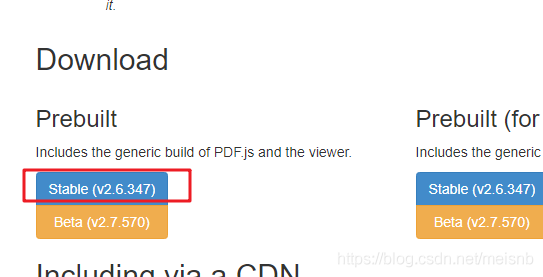 it.
Download
Prebuilt
Prebuilt (for
Includes the generic build of PDF.js and the viewer.
Includes the generic
Stable (v2.6.347)
Stable (v2.6.347)
Beta (v2.7.570)
Beta (v2.7.570)
https://blog.csdn.net/meisnb
Including via a CDN